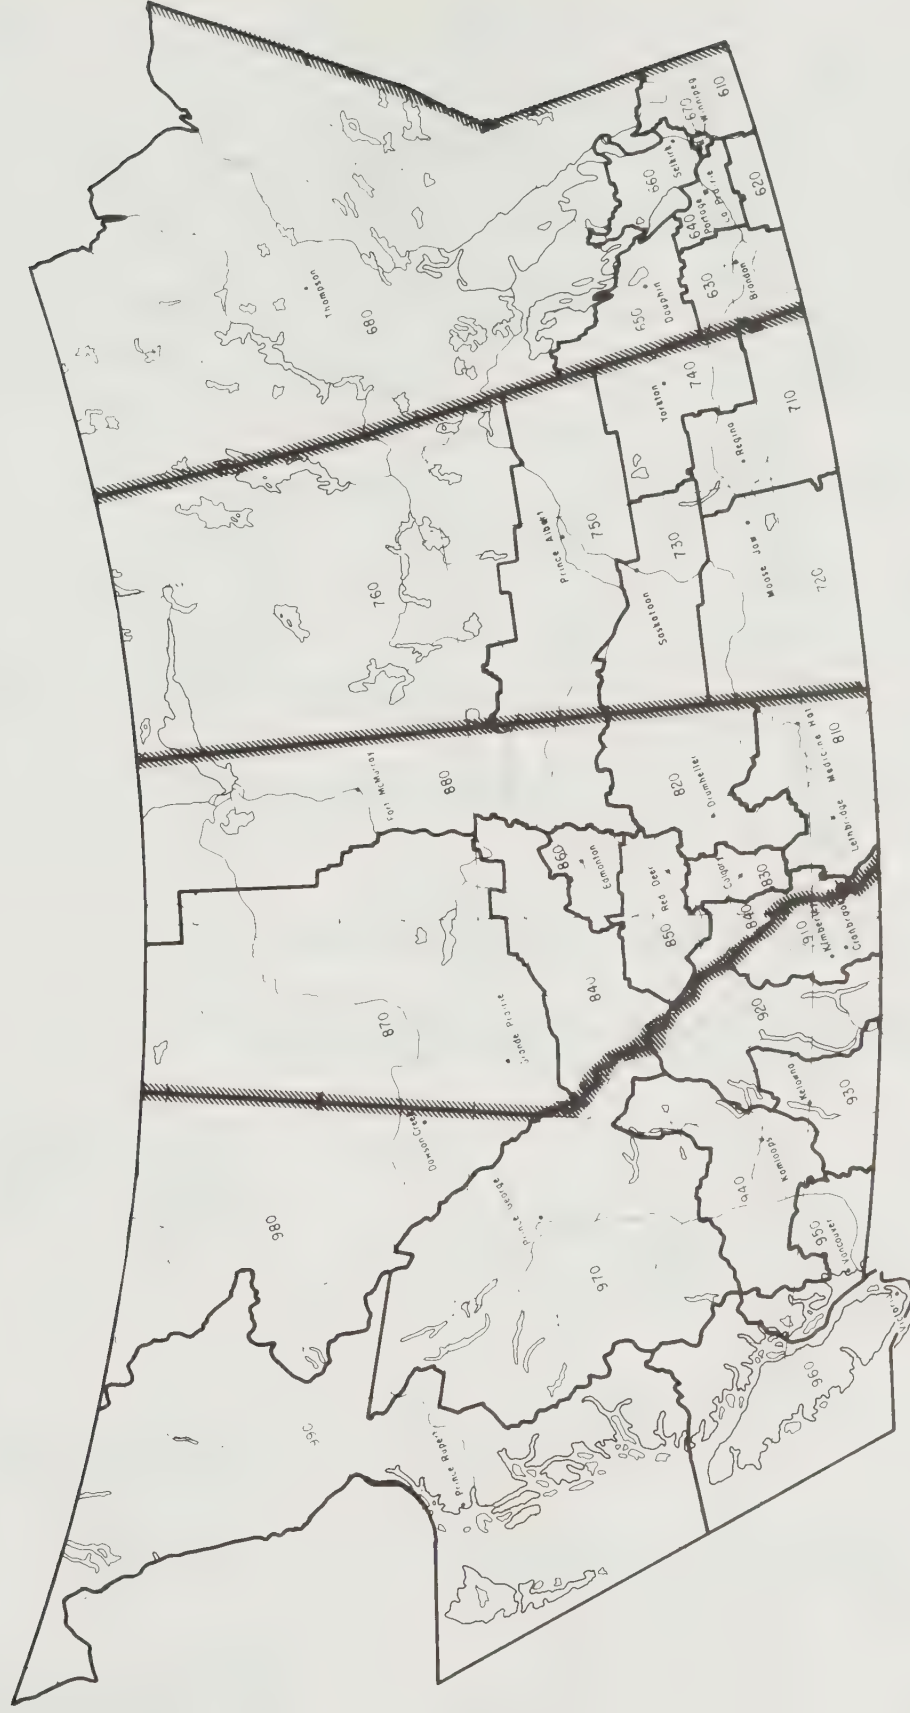 Thompson
680
660
Selkirk
670
Winnipeg
610
640
Portage
La Prairie
620
630
Brandon
650
Dauphin
760
Prince Albert
750
Yorkton
740
Regina
710
730
Saskatoon
Moose Jaw
720
Fort McMurray
880
820
Drumheller
Medicine Hat
810
Lethbridge
860
Edmonton
850
Red Deer
Calgary
830
840
840
870
Grande Prairie
910
Kimberley
Cranbrook
920
Kelowna
930
Dawson Creek
980
Prince George
970
940
Kamloops
950
Vancouver
Victoria
960
990
Prince Rupert